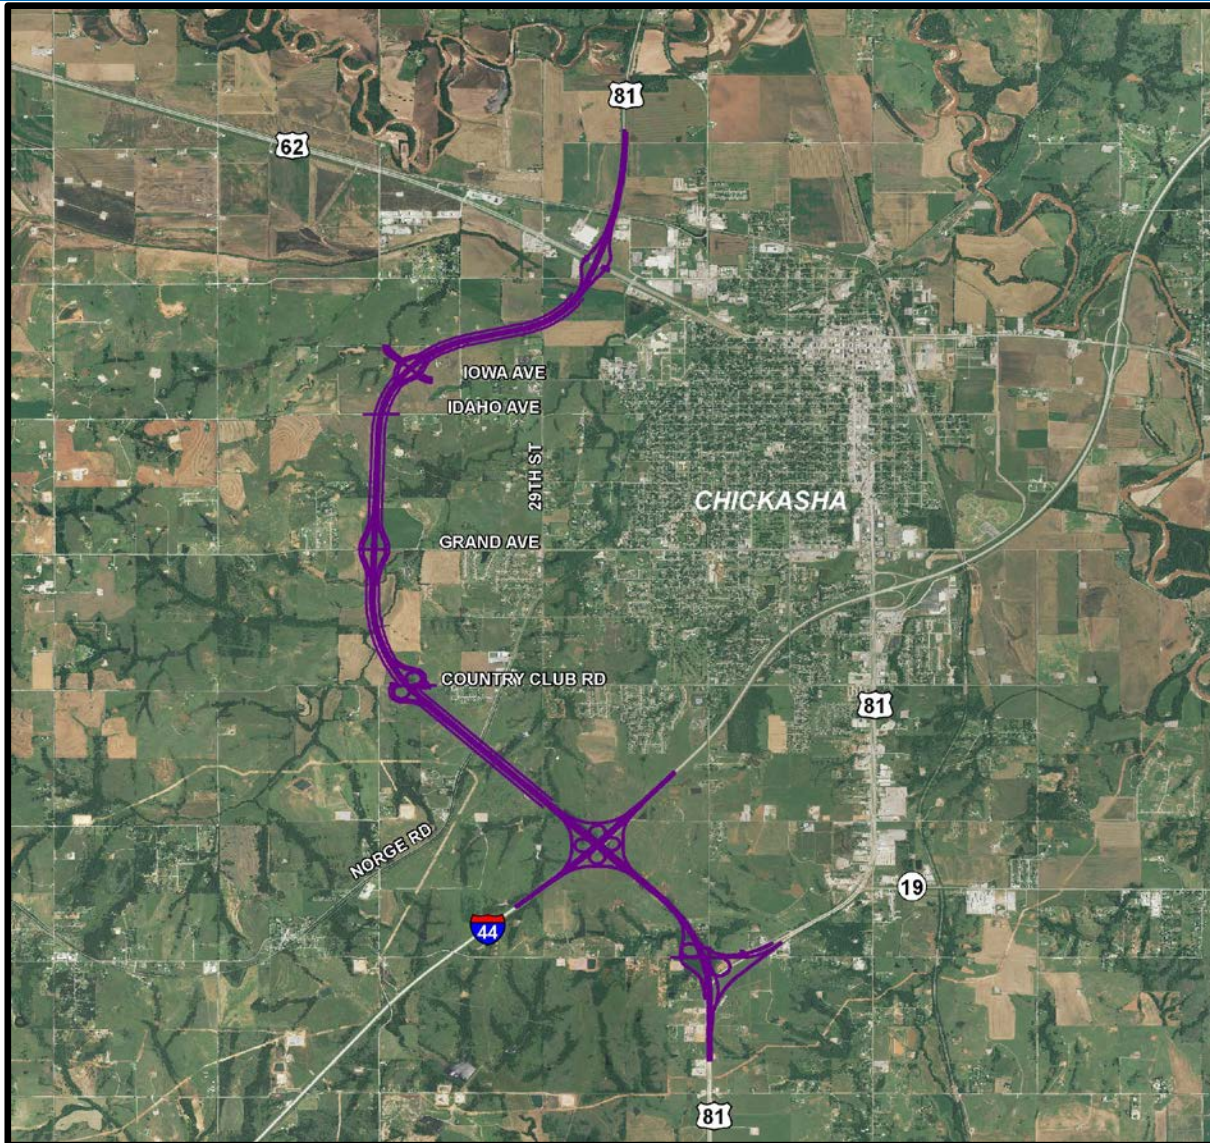 81
62
IOWA AVE
IDAHO AVE
29TH ST
CHICKASHA
GRAND AVE
COUNTRY CLUB RD
81
NORGE RD
19
44
81